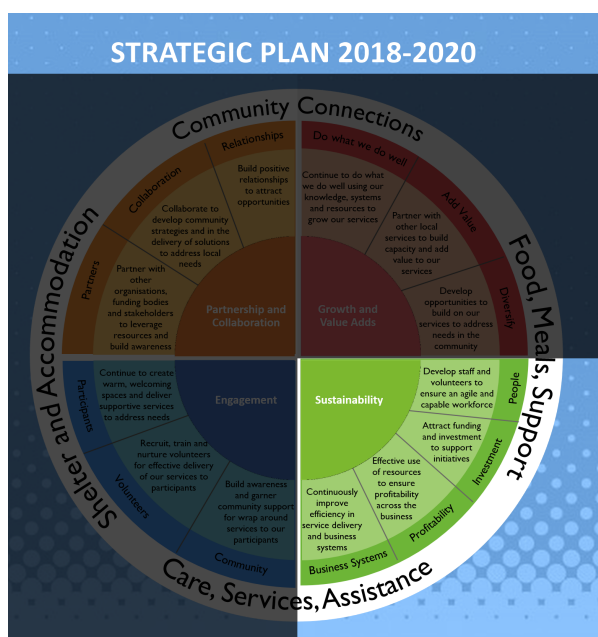 STRATEGIC PLAN 2018-2020
Community Connections
Food, Meals, Support
Care, Services, Assistance
Shelter and Accommodation
Relationships
Build positive
relationships
to attract
opportunities
Collaboration
Collaborate to
develop community
strategies and in the
delivery of solutions
to address local
needs
Partners
Partner with
other
organisations,
funding bodies
and stakeholders
to leverage
resources and
build awareness
Partnership and
Collaboration
Do what we do well
Continue to do what
we do well using our
knowledge, systems
and resources to
grow our services
Add Value
Partner with
other local
services to build
capacity and add
value to our
services
Diversify
Develop
opportunities to
build on our
services to address
needs in the
community
Growth and
Value Adds
Participants
Continue to create
warm, welcoming
spaces and deliver
supportive services
to address needs
Volunteers
Recruit, train and
nurture volunteers
for effective delivery
of our services to
participants
Community
Build awareness
and garner
community support
for wrap around
services to our
participants
Engagement
Sustainability
People
Develop staff and
volunteers to
ensure an agile and
capable workforce
Investment
Attract funding
and investment
to support
initiatives
Profitability
Effective use
of resources
to ensure
profitability
across the
business
Business Systems
Continuously
improve
efficiency in
service delivery
and business
systems